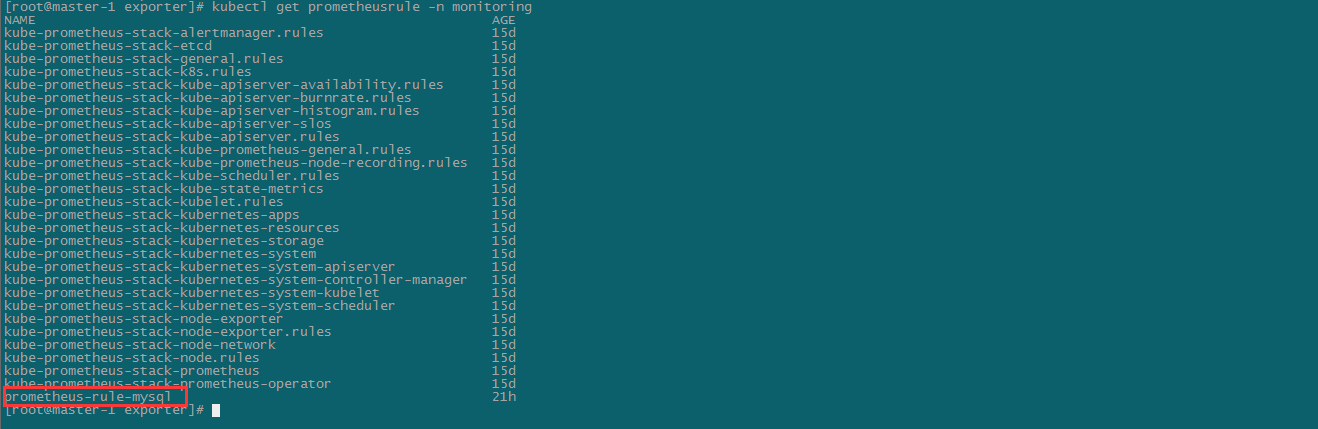 [root@master-1 exporter]# kubectl get prometheusrule -n monitoring
NAME AGE
kube-prometheus-stack-alertmanager.rules 15d
kube-prometheus-stack-etcd 15d
kube-prometheus-stack-general.rules 15d
kube-prometheus-stack-k8s.rules 15d
kube-prometheus-stack-kube-apiserver-availability.rules 15d
kube-prometheus-stack-kube-apiserver-burnrate.rules 15d
kube-prometheus-stack-kube-apiserver-histogram.rules 15d
kube-prometheus-stack-kube-apiserver-slos 15d
kube-prometheus-stack-kube-apiserver.rules 15d
kube-prometheus-stack-kube-prometheus-general.rules 15d
kube-prometheus-stack-kube-prometheus-node-recording.rules 15d
kube-prometheus-stack-kube-scheduler.rules 15d
kube-prometheus-stack-kube-state-metrics 15d
kube-prometheus-stack-kubelet.rules 15d
kube-prometheus-stack-kubernetes-apps 15d
kube-prometheus-stack-kubernetes-resources 15d
kube-prometheus-stack-kubernetes-storage 15d
kube-prometheus-stack-kubernetes-system 15d
kube-prometheus-stack-kubernetes-system-apiserver 15d
kube-prometheus-stack-kubernetes-system-controller-manager 15d
kube-prometheus-stack-kubernetes-system-kubelet 15d
kube-prometheus-stack-kubernetes-system-scheduler 15d
kube-prometheus-stack-node-exporter 15d
kube-prometheus-stack-node-exporter.rules 15d
kube-prometheus-stack-node-network 15d
kube-prometheus-stack-node.rules 15d
kube-prometheus-stack-prometheus 15d
kube-prometheus-stack-prometheus-operator 15d
prometheus-rule-mysql 21h
[root@master-1 exporter]#